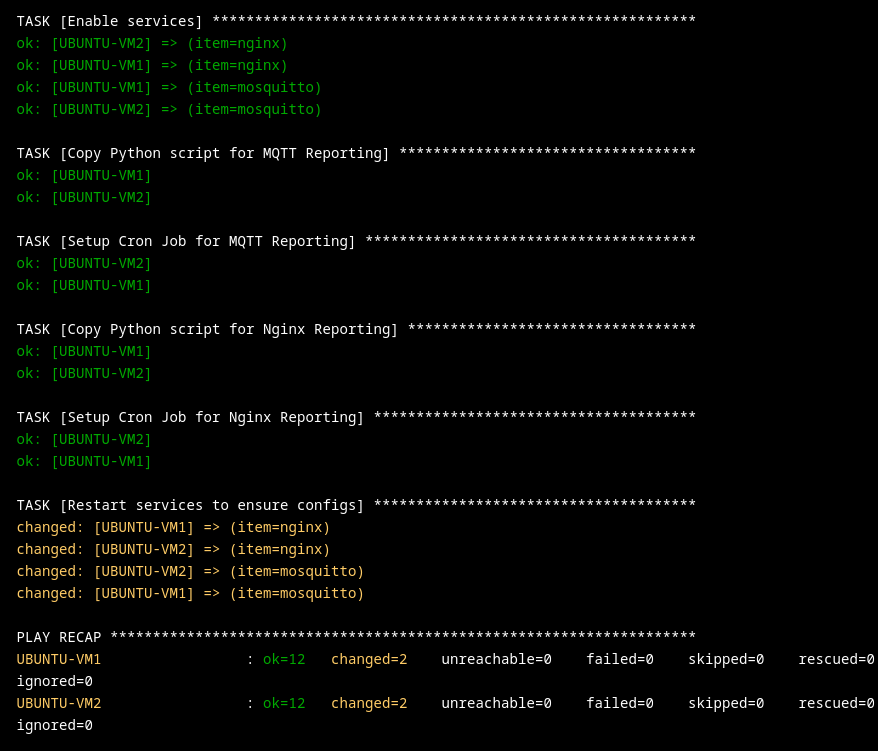 TASK [Enable services] *********************************************************
ok: [UBUNTU-VM2] => (item=nginx)
ok: [UBUNTU-VM1] => (item=nginx)
ok: [UBUNTU-VM1] => (item=mosquitto)
ok: [UBUNTU-VM2] => (item=mosquitto)
TASK [Copy Python script for MQTT Reporting] ***********************************
ok: [UBUNTU-VM1]
ok: [UBUNTU-VM2]
TASK [Setup Cron Job for MQTT Reporting] ***************************************
ok: [UBUNTU-VM2]
ok: [UBUNTU-VM1]
TASK [Copy Python script for Nginx Reporting] **********************************
ok: [UBUNTU-VM1]
ok: [UBUNTU-VM2]
TASK [Setup Cron Job for Nginx Reporting] **************************************
ok: [UBUNTU-VM2]
ok: [UBUNTU-VM1]
TASK [Restart services to ensure configs] **************************************
changed: [UBUNTU-VM1] => (item=nginx)
changed: [UBUNTU-VM2] => (item=nginx)
changed: [UBUNTU-VM2] => (item=mosquitto)
changed: [UBUNTU-VM1] => (item=mosquitto)
PLAY RECAP *********************************************************************
UBUNTU-VM1                 : ok=12   changed=2    unreachable=0    failed=0    skipped=0    rescued=0
ignored=0
UBUNTU-VM2                 : ok=12   changed=2    unreachable=0    failed=0    skipped=0    rescued=0
ignored=0